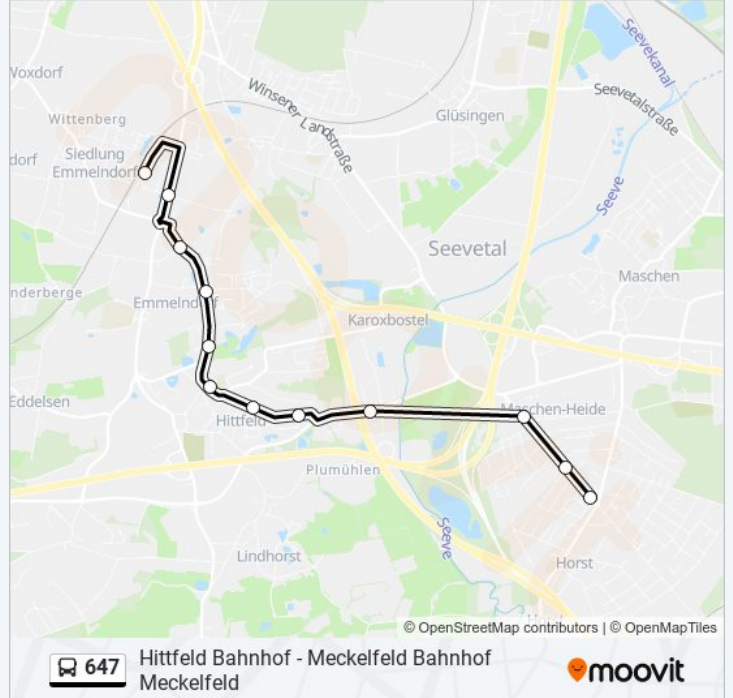 Seevekanal
Woxdorf
Winsener Landstraße
Seevetalstraße
Glüsingen
Wittenberg
dorf
Siedlung
Emmelndorf
Seeve
Seevetal
Maschen
nderberge
Emmelndorf
Karoxbostel
Eddelsen
Maschen-Heide
Hittfeld
Plumühlen
Seeve
Lindhorst
Horst
© OpenStreetMap contributors | © OpenMapTiles
647
Hittfeld Bahnhof - Meckelfeld Bahnhof
Meckelfeld
moovit